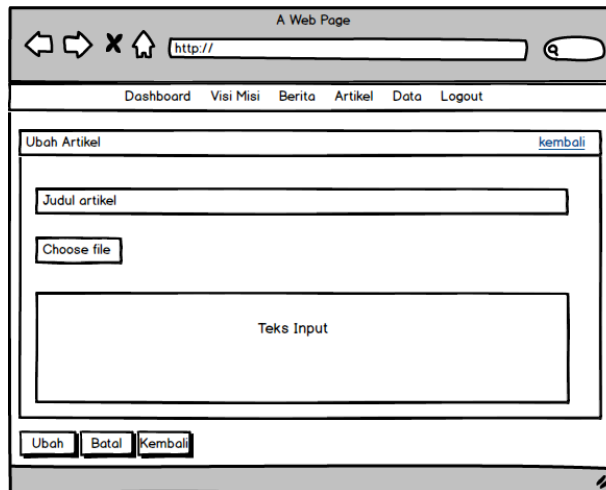 A Web Page
http://
Dashboard Visi Misi Berita Artikel Data Logout
Ubah Artikel kembali
Judul artikel
Choose file
Teks Input
Ubah Batal Kembali